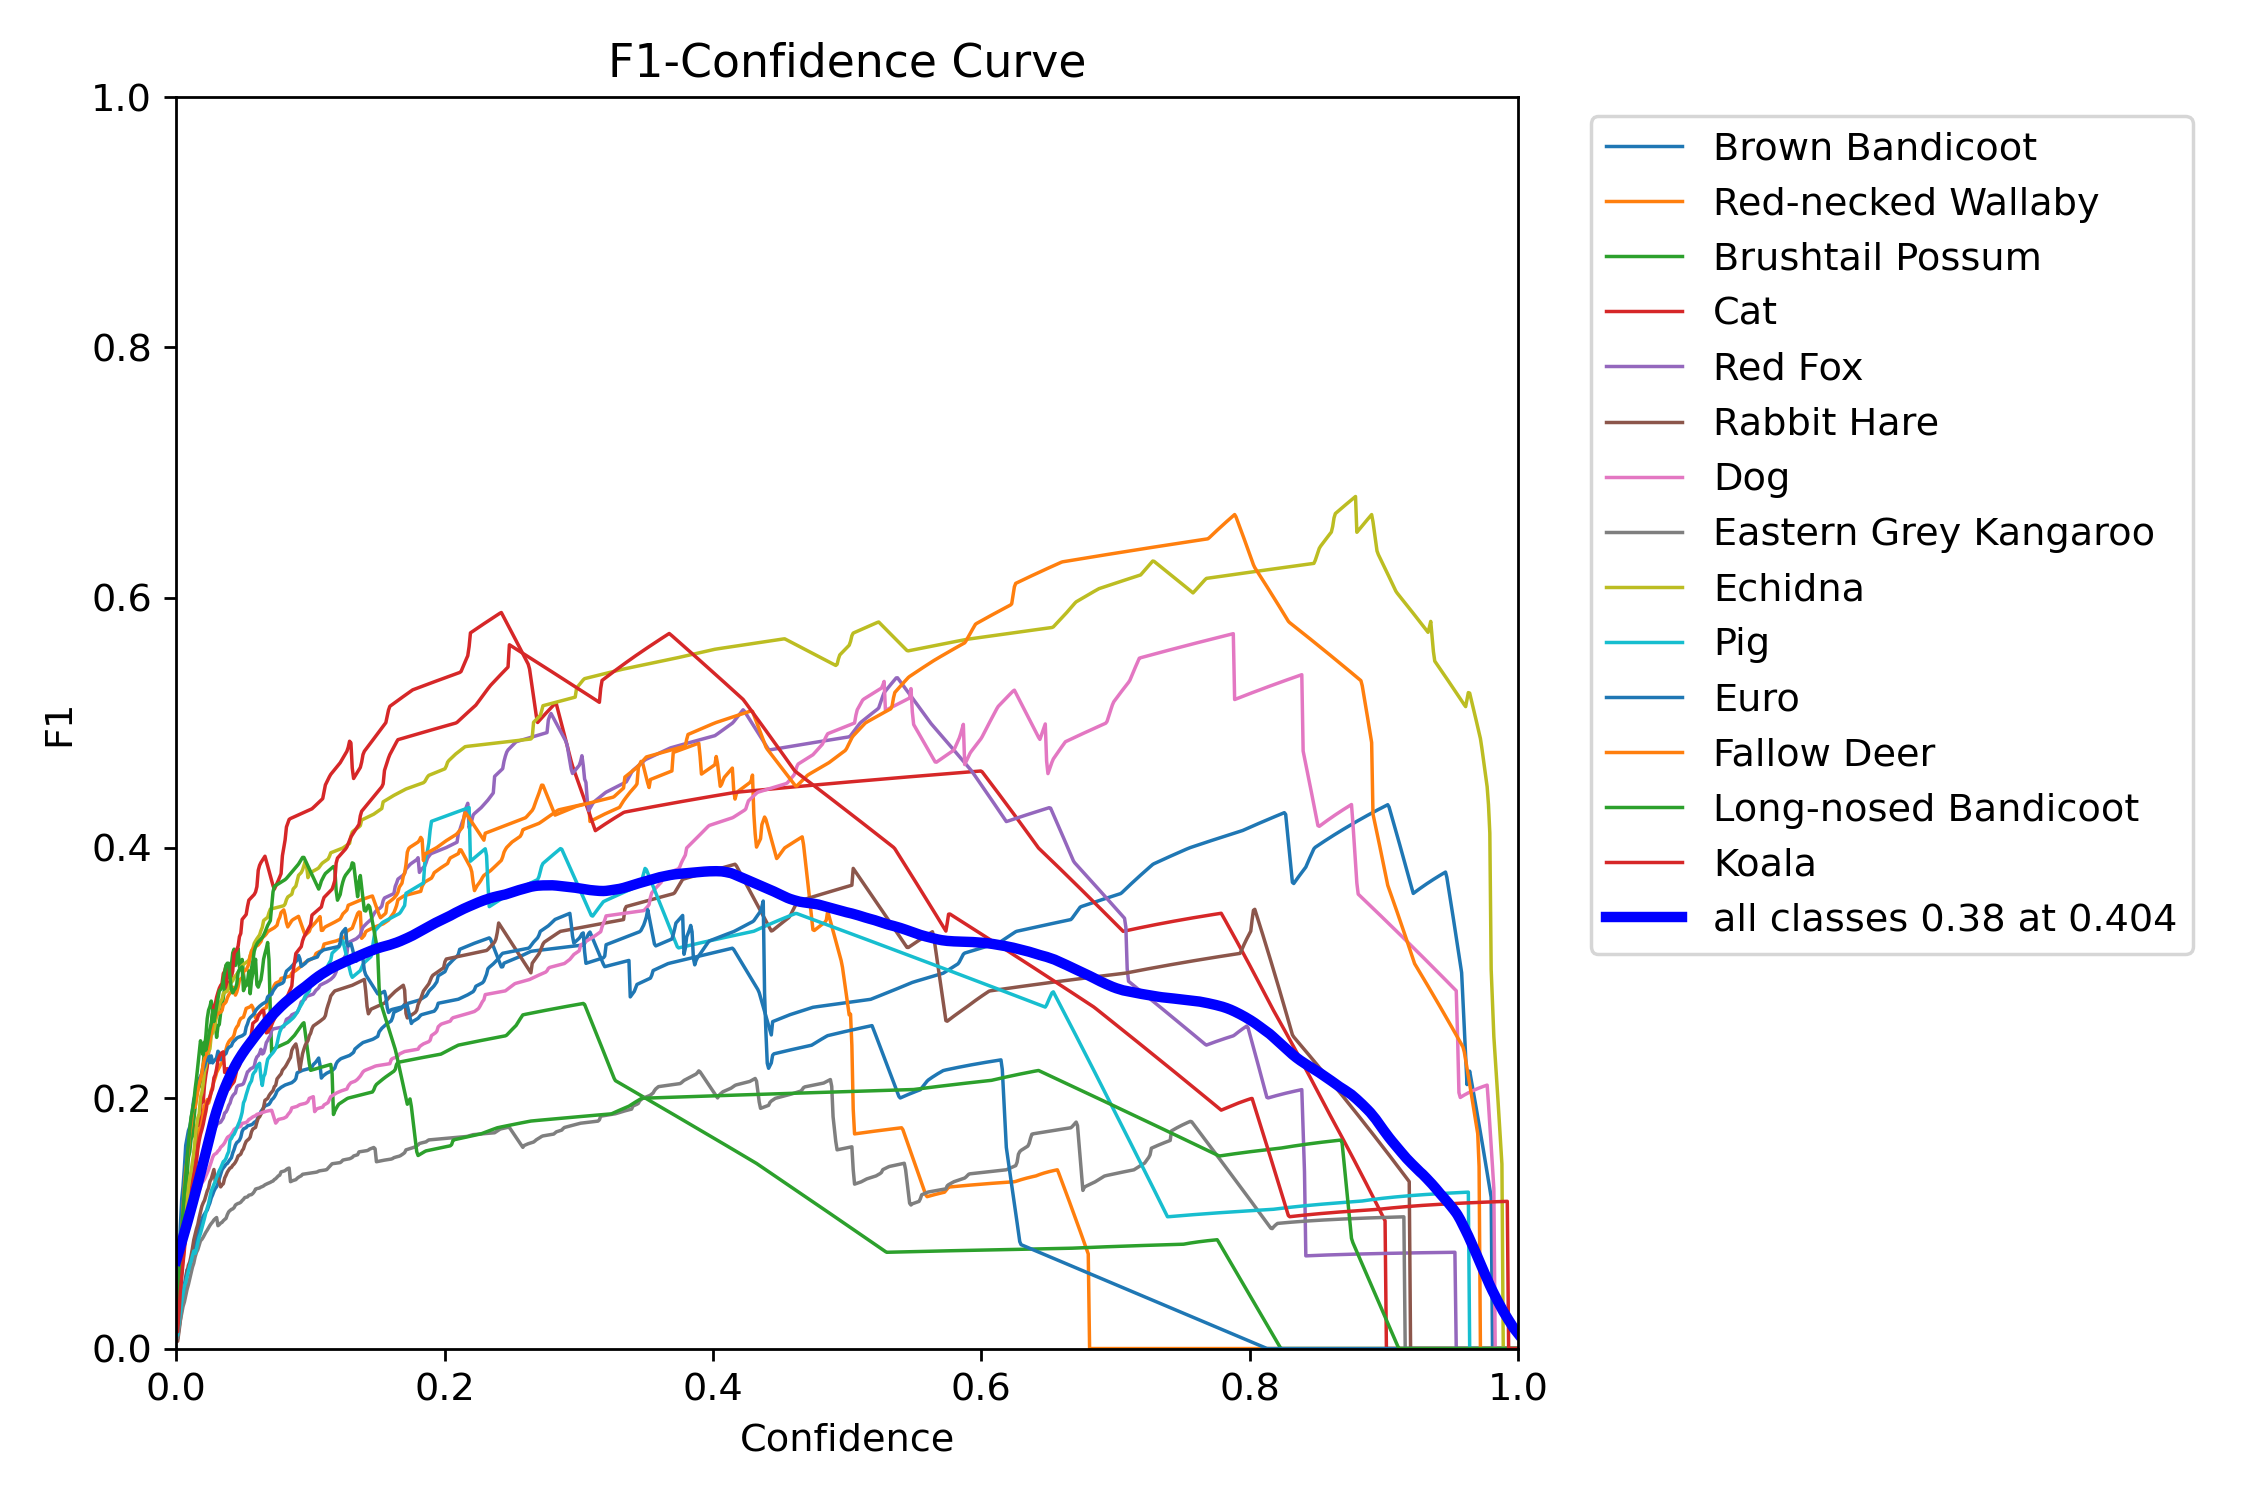 F1-Confidence Curve
1.0
0.8
0.6
0.4
0.2
0.0
F1
0.0 0.2 0.4 0.6 0.8 1.0
Confidence
Brown Bandicoot
Red-necked Wallaby
Brushtail Possum
Cat
Red Fox
Rabbit Hare
Dog
Eastern Grey Kangaroo
Echidna
Pig
Euro
Fallow Deer
Long-nosed Bandicoot
Koala
all classes 0.38 at 0.404